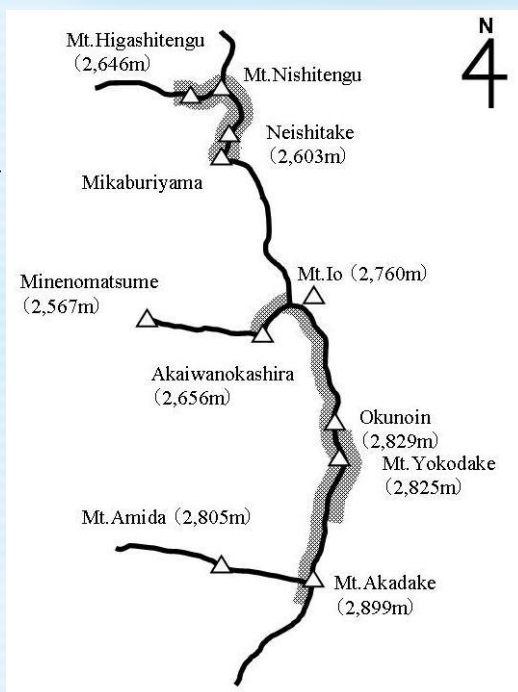 N
Mt.Higashitengu
(2,646m)
Mt.Nishitengu
Neishitake
(2,603m)
Mikaburiyama
Mt.Io (2,760m)
Minenomatsume
(2,567m)
Akaiwanokashira
(2,656m)
Okunoin
(2,829m)
Mt.Yokodake
(2,825m)
Mt.Amida (2,805m)
Mt.Akadake
(2,899m)